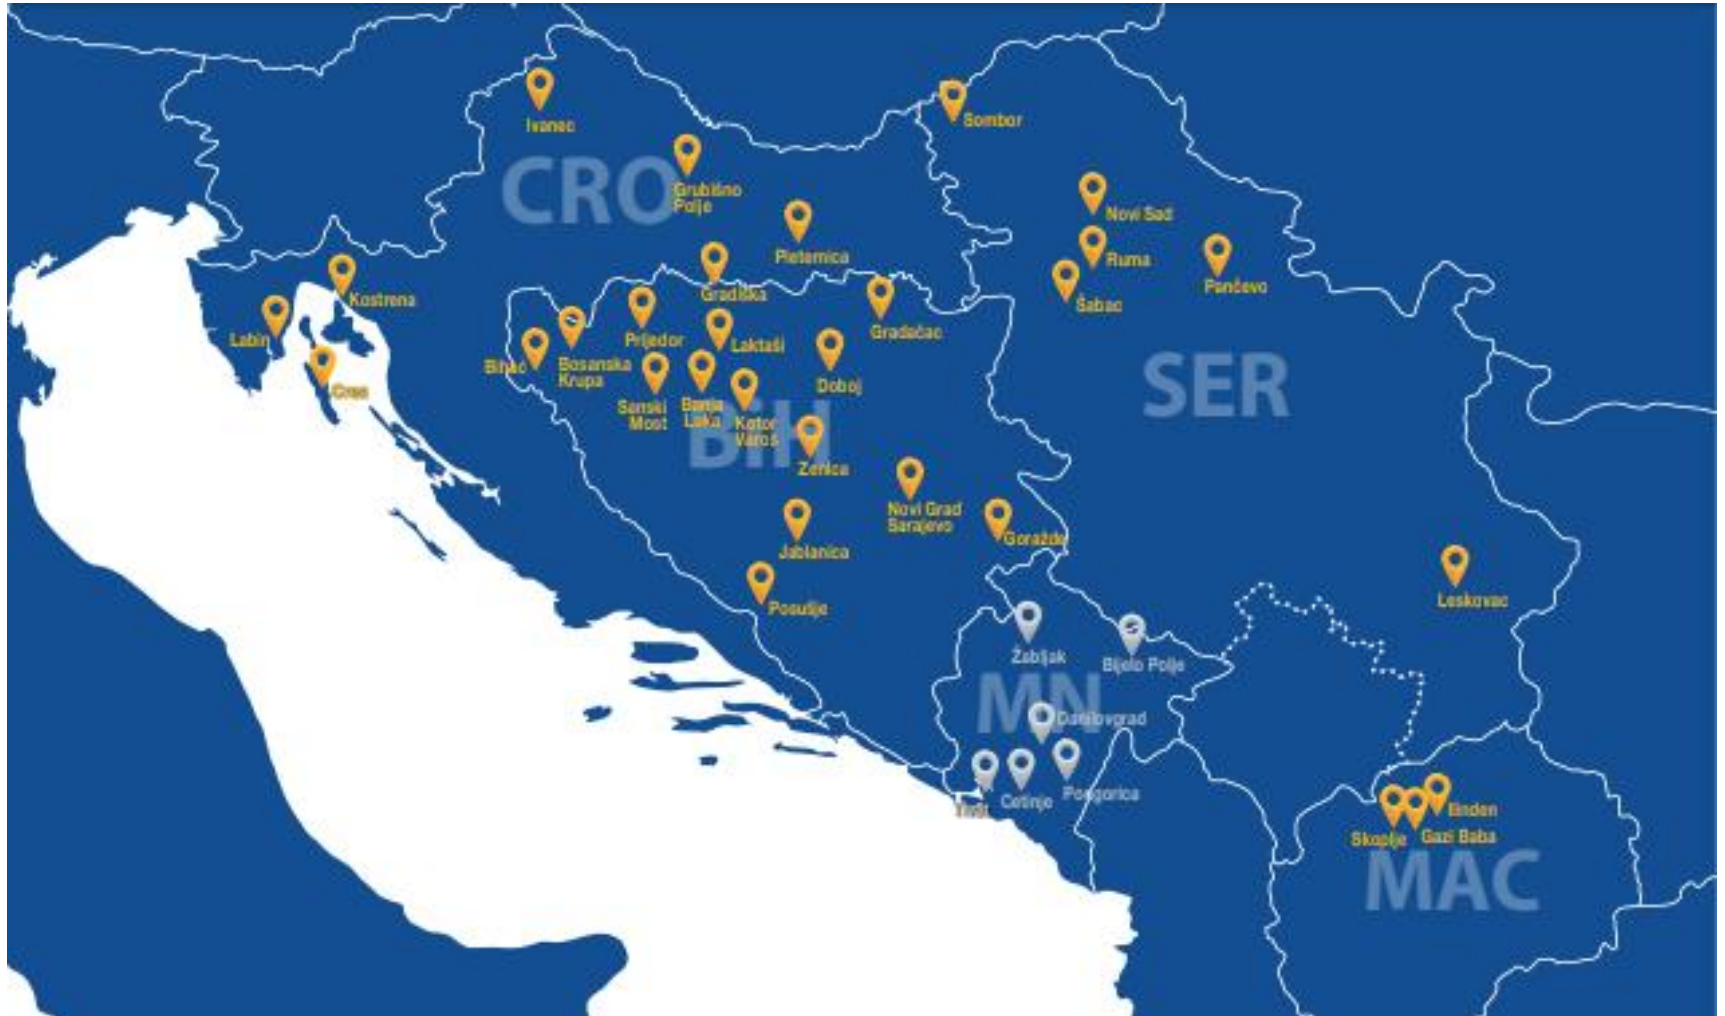 Ivanec
Sombor
CRO
Grubišno
Polje
Novi Sad
Pleternica
Ruma
Pančevo
Kostrena
Gradiška
Šabac
Labin
Prijedor
Laktaši
Gradačac
Bihać
Bosanska
Krupa
Doboj
Cres
SER
Sanski
Most
Banja
Luka
Kotor
Varoš
BiH
Zenica
Novi Grad
Sarajevo
Goražde
Jablanica
Posušje
Leskovac
Žabljak
Bijelo Polje
MN
Danilovgrad
Tivat
Cetinje
Podgorica
Skoplje
Gazi Baba
MAC